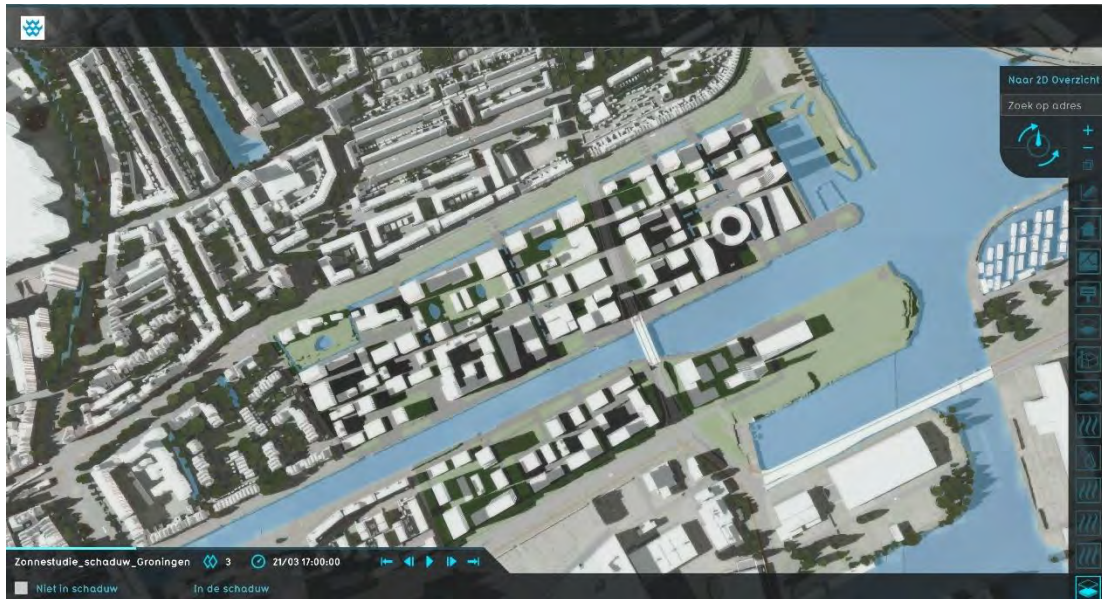 Naar 2D Overzicht
Zoek op adres
Zonnestudie_schaduw_Groningen 3 21/03 17:00:00
Niet in schaduw In de schaduw